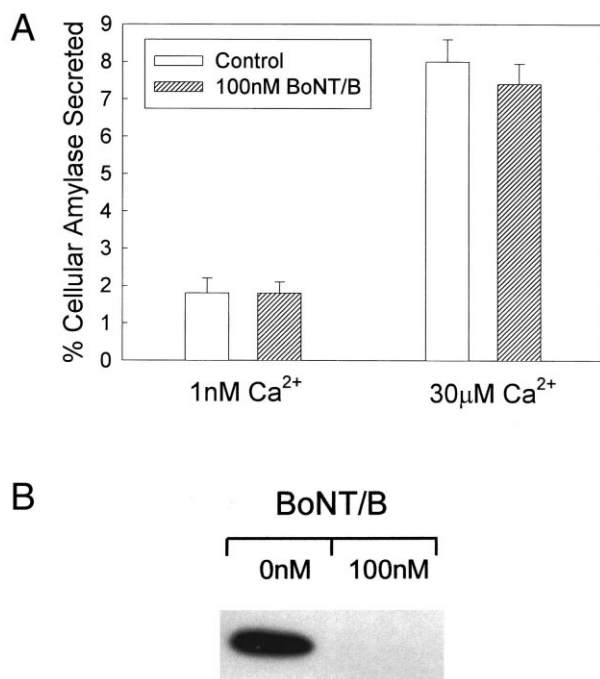 A
% Cellular Amylase Secreted
9
8
7
6
5
4
3
2
1
0
Control
100nM BoNT/B
1nM Ca²⁺
30μM Ca²⁺
B
BoNT/B
0nM 100nM